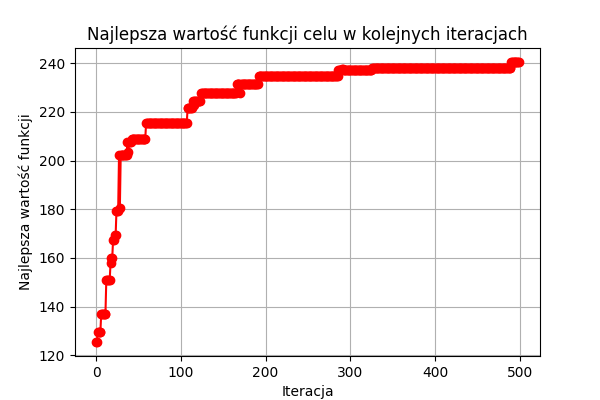 Najlepsza wartość funkcji celu w kolejnych iteracjach
Najlepsza wartość funkcji
240
220
200
180
160
140
120
0 100 200 300 400 500
Iteracja